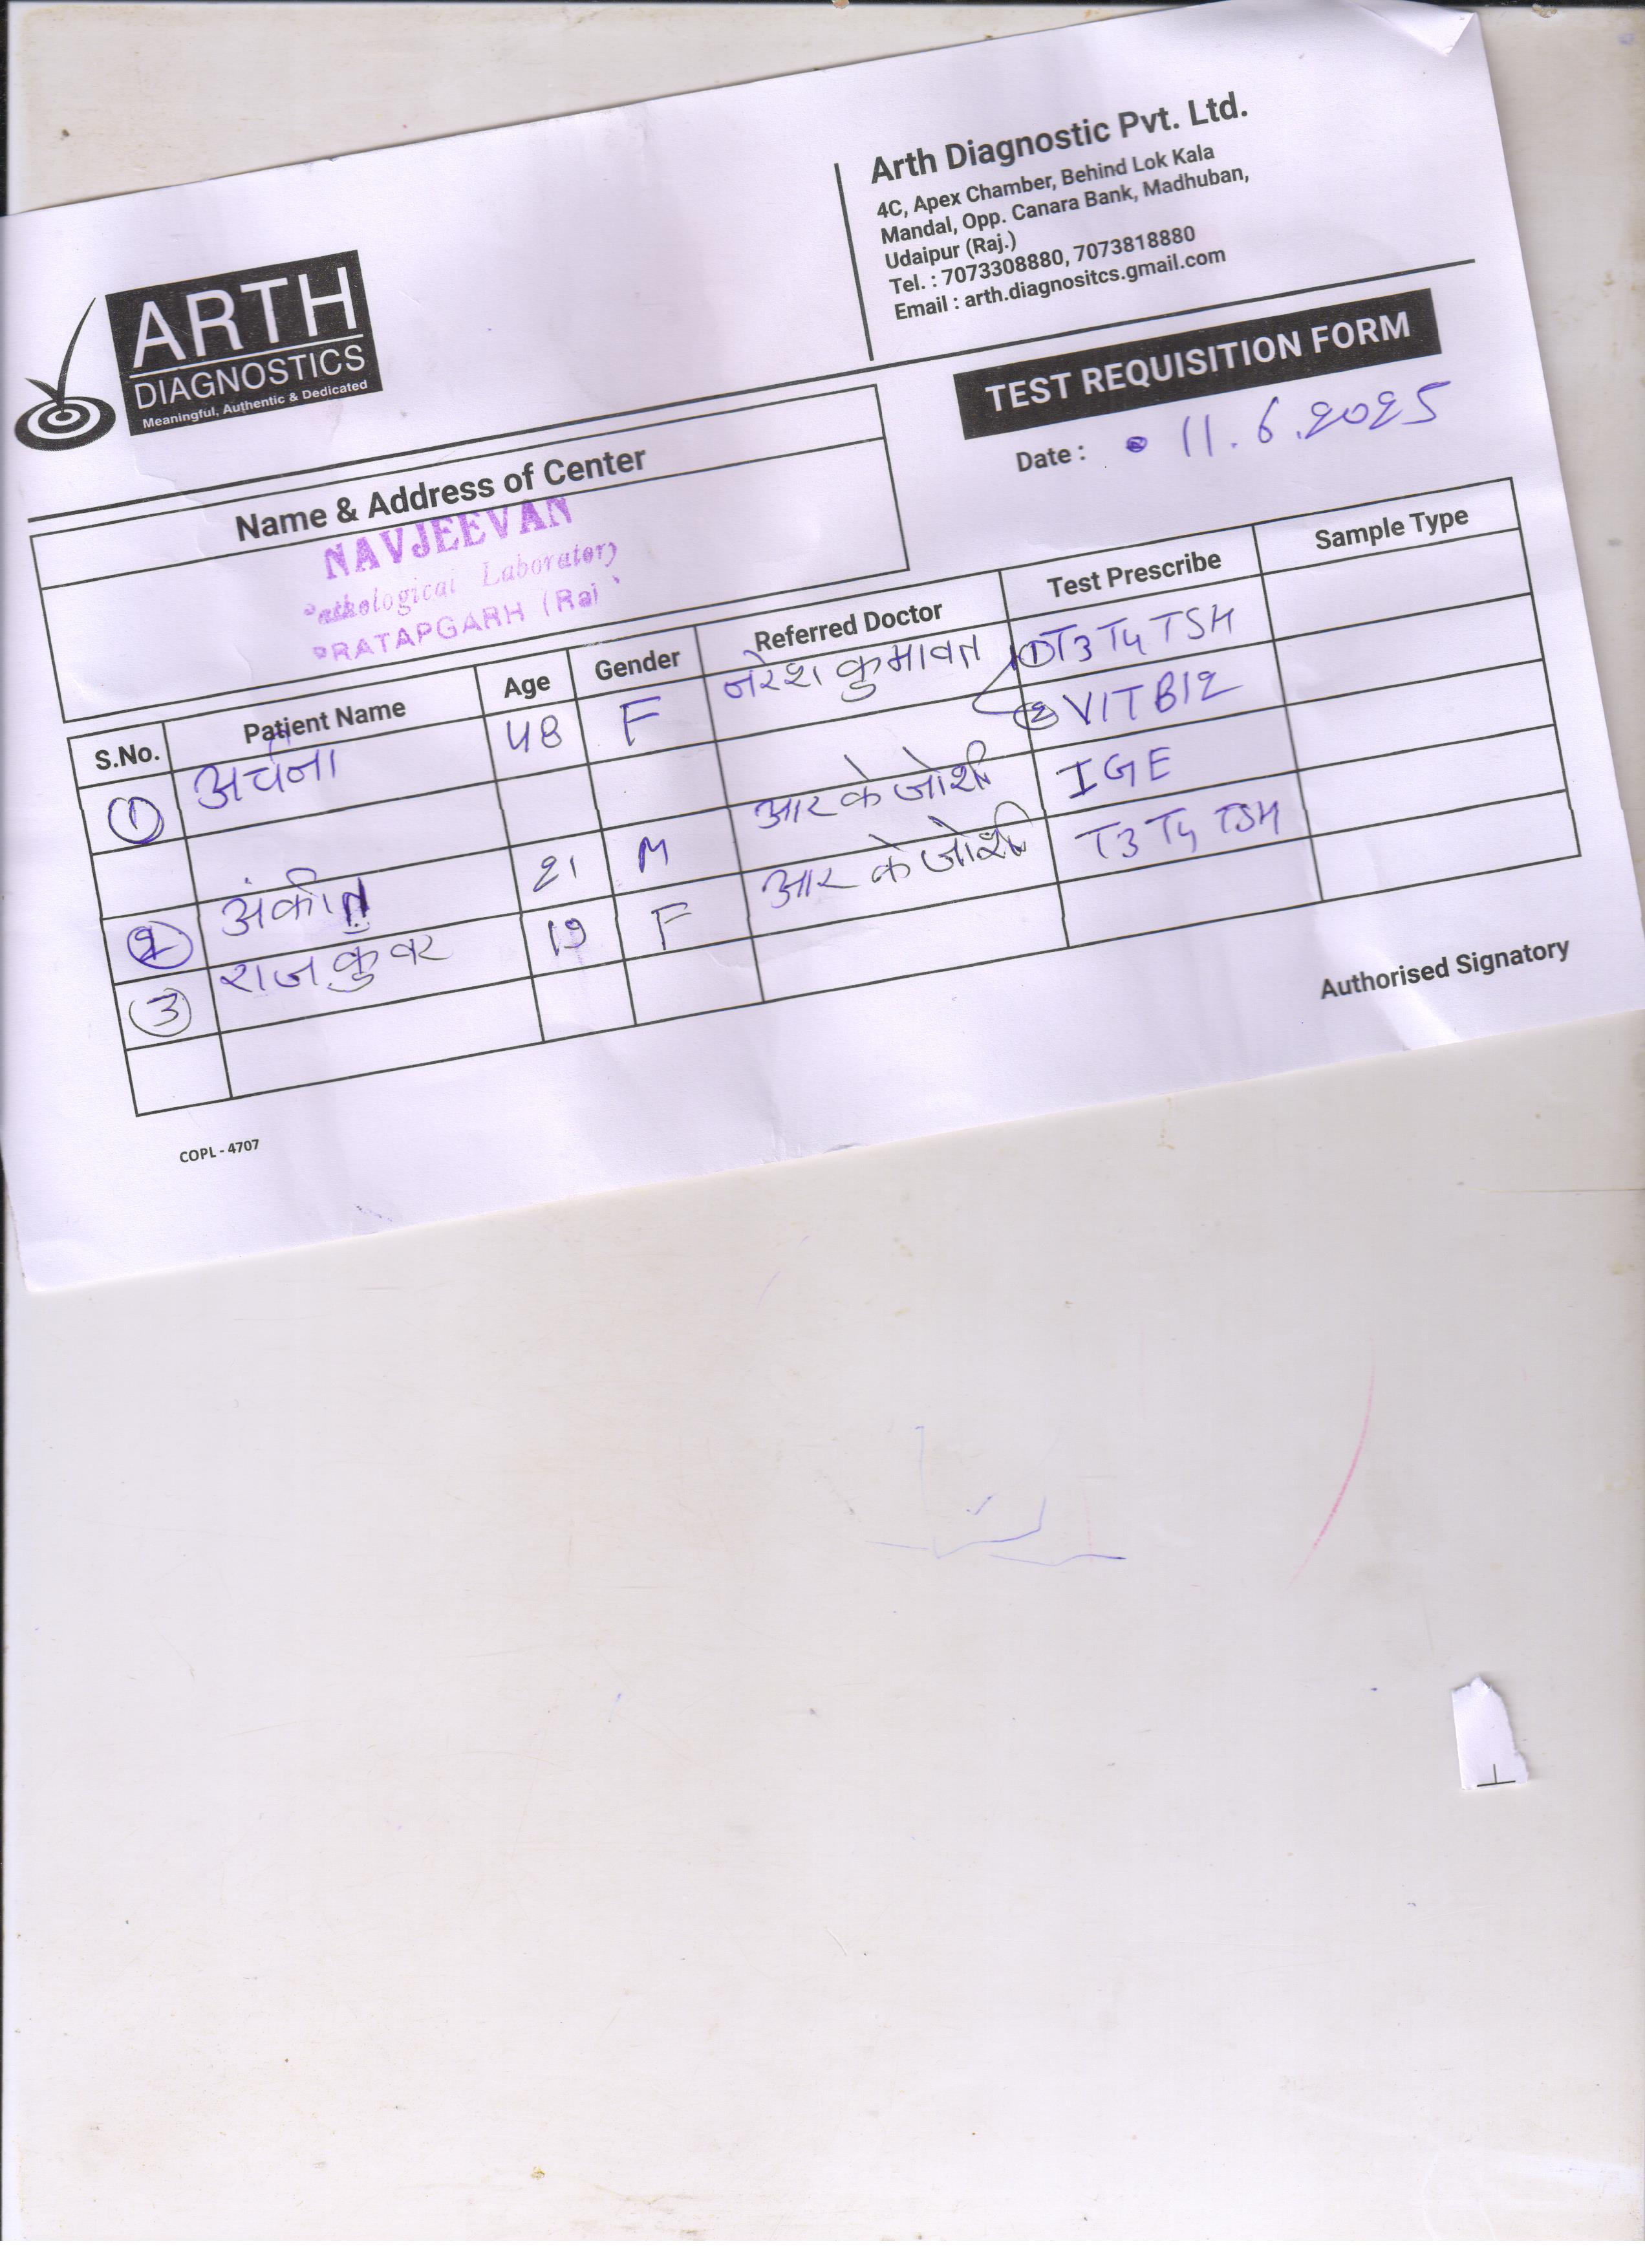 ARTH
DIAGNOSTICS
Meaningful, Authentic & Dedicated
Arth Diagnostic Pvt. Ltd.
4C, Apex Chamber, Behind Lok Kala
Mandal, Opp. Canara Bank, Madhuban,
Udaipur (Raj.)
Tel. : 7073308880, 7073818880
Email : arth.diagnositcs.gmail.com
TEST REQUISITION FORM
Date : 11.6.2025
Name & Address of Center
NAVJEEVAN
Pathological Laboratory
PRATAPGARH (Raj
S.No. Patient Name Age Gender Referred Doctor Test Prescribe Sample Type
1 अर्चना 48 F नरेश कुमावत 1 T3 T4 TSH
2 VITB12
2 अंकीत 21 M आर के जोशी IGE
3 राजकुवर 19 F आर के जोशी T3 T4 TSH
Authorised Signatory
COPL - 4707